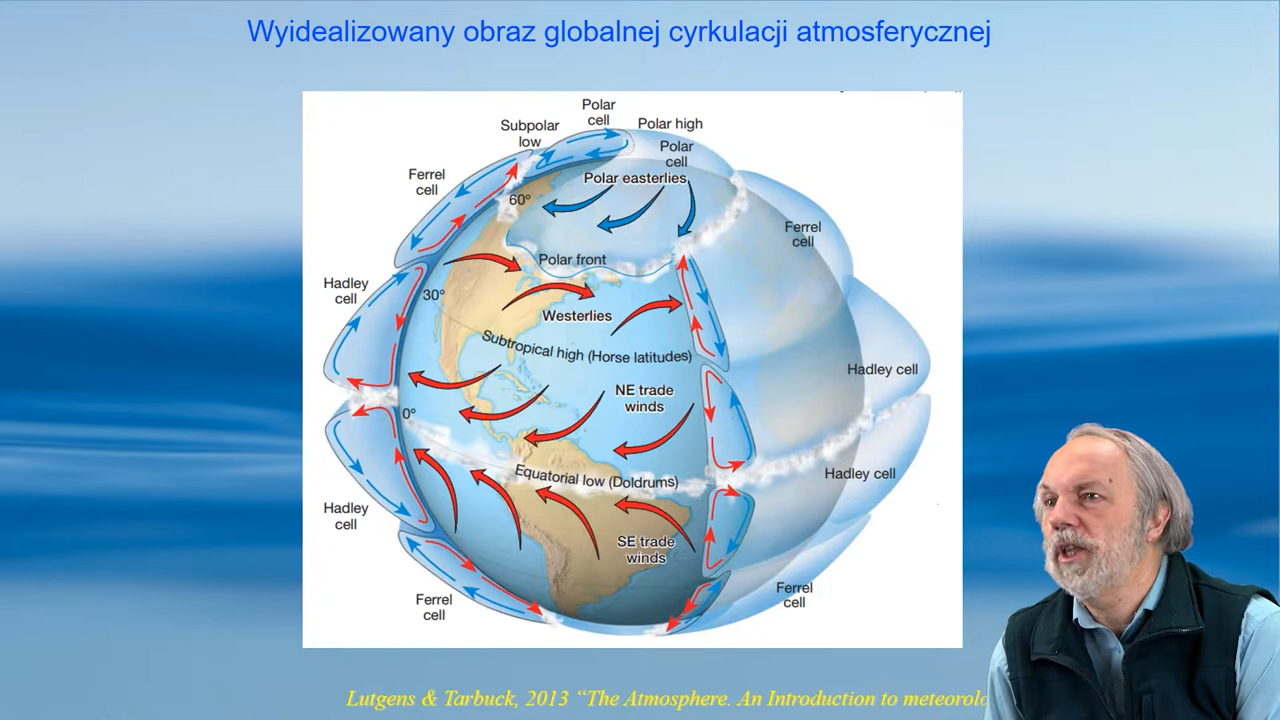 Wyidealizowany obraz globalnej cyrkulacji atmosferycznej
Polar
cell
Polar high
Subpolar
low
Polar
cell
Ferrel
cell
Polar easterlies
60°
Ferrel
cell
Polar front
Hadley
cell
30°
Westerlies
Subtropical high (Horse latitudes)
Hadley cell
NE trade
winds
0°
Equatorial low (Doldrums)
Hadley cell
Hadley
cell
SE trade
winds
Ferrel
cell
Ferrel
cell
Lutgens & Tarbuck, 2013 “The Atmosphere. An Introduction to